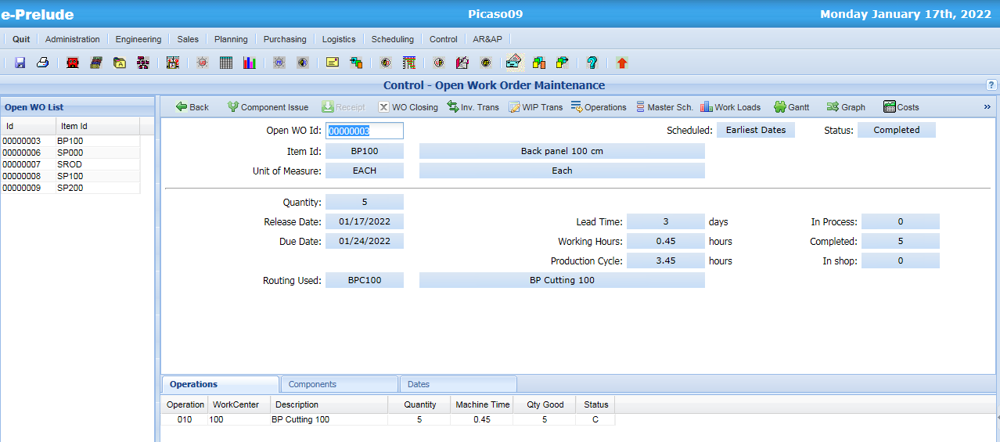 e-Prelude Picaso09 Monday January 17th, 2022
Quit Administration Engineering Sales Planning Purchasing Logistics Scheduling Control AR&AP
Control - Open Work Order Maintenance ?
Open WO List
Back Component Issue Receipt WO Closing Inv. Trans WIP Trans Operations Master Sch. Work Loads Gantt Graph Costs »
Id Item Id
00000003 BP100
00000006 SP000
00000007 SROD
00000008 SP100
00000009 SP200
Open WO Id: 00000003 Scheduled: Earliest Dates Status: Completed
Item Id: BP100 Back panel 100 cm
Unit of Measure: EACH Each
Quantity: 5
Release Date: 01/17/2022 Lead Time: 3 days In Process: 0
Due Date: 01/24/2022 Working Hours: 0.45 hours Completed: 5
Production Cycle: 3.45 hours In shop: 0
Routing Used: BPC100 BP Cutting 100
Operations Components Dates
Operation WorkCenter Description Quantity Machine Time Qty Good Status
010 100 BP Cutting 100 5 0.45 5 C